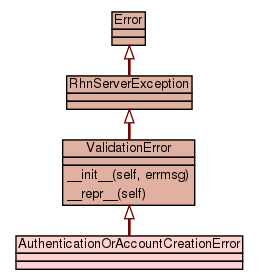 Error
RhnServerException
ValidationError
__init__(self, errmsg)
__repr__(self)
AuthenticationOrAccountCreationError